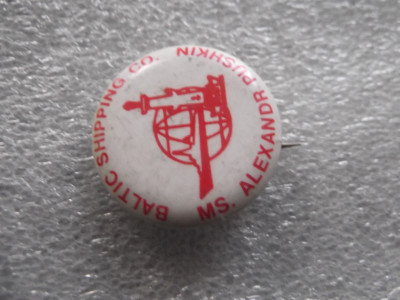 BALTIC SHIPPING CO.
MS. ALEXANDR PUSHKIN